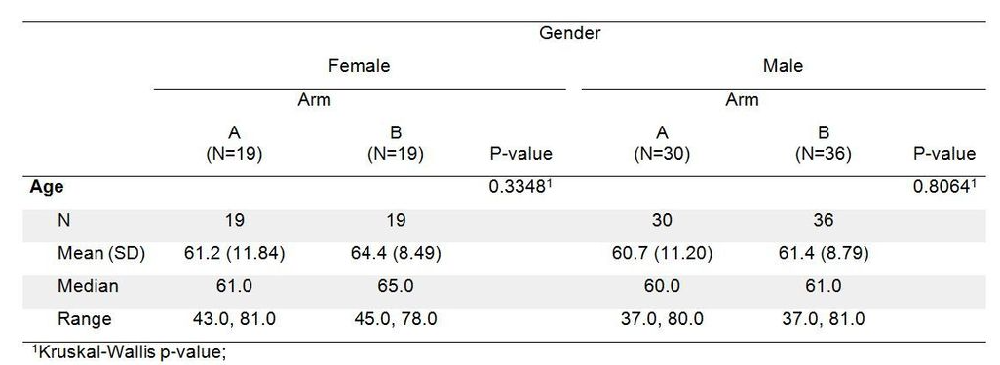 Gender
Female Male
Arm Arm
A B A B
(N=19) (N=19) P-value (N=30) (N=36) P-value
Age 0.3348¹ 0.8064¹
N 19 19 30 36
Mean (SD) 61.2 (11.84) 64.4 (8.49) 60.7 (11.20) 61.4 (8.79)
Median 61.0 65.0 60.0 61.0
Range 43.0, 81.0 45.0, 78.0 37.0, 80.0 37.0, 81.0
¹Kruskal-Wallis p-value;